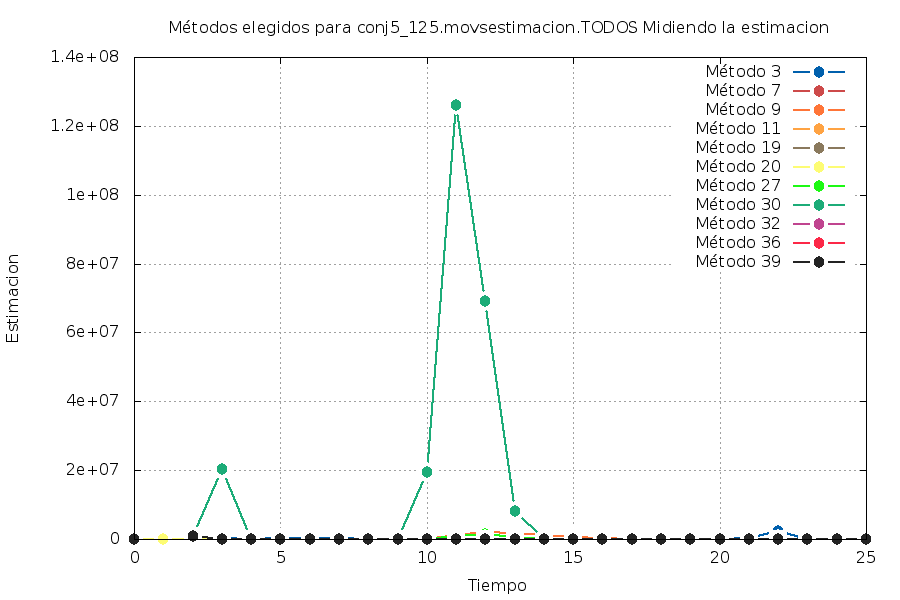 Métodos elegidos para conj5_125.movsestimacion.TODOS Midiendo la estimacion
1.4e+08
1.2e+08
1e+08
8e+07
6e+07
4e+07
2e+07
0
Estimacion
Método 3
Método 7
Método 9
Método 11
Método 19
Método 20
Método 27
Método 30
Método 32
Método 36
Método 39
0 5 10 15 20 25
Tiempo